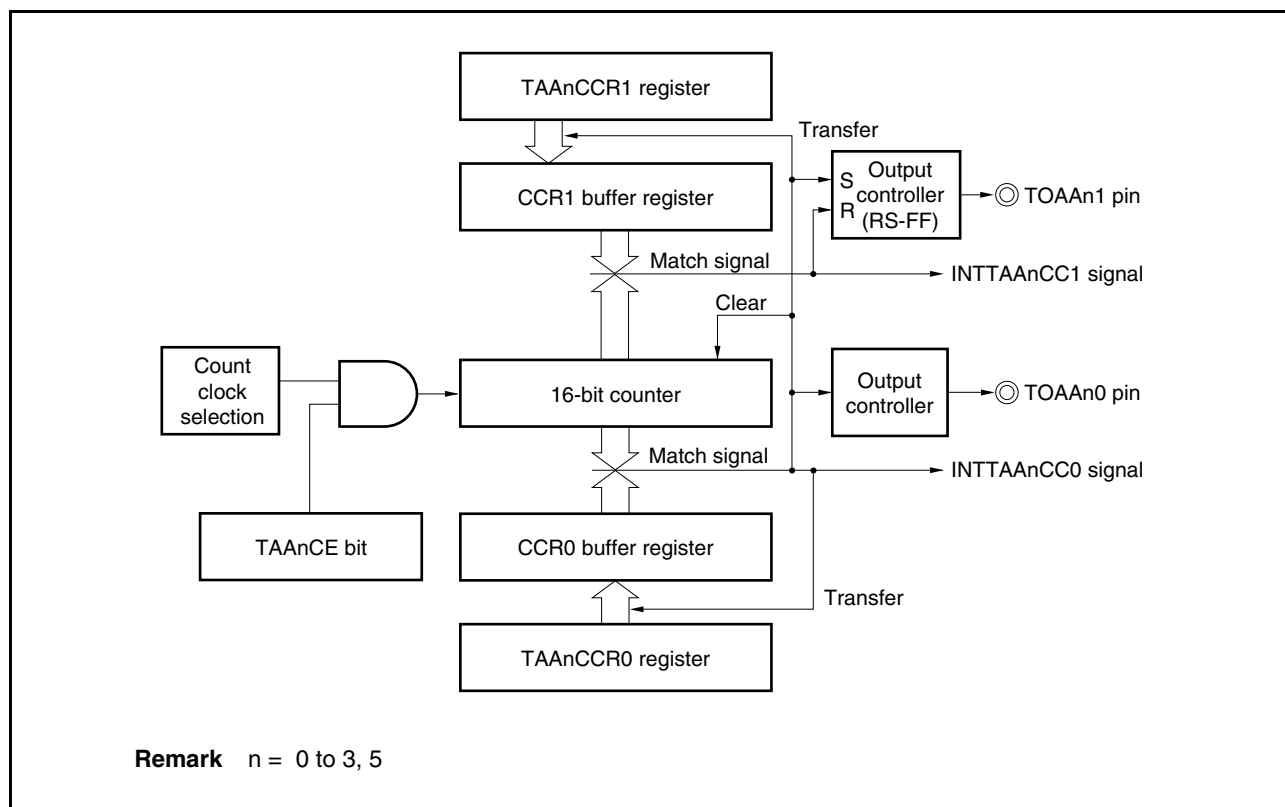 TAAnCCR1 register
Transfer
CCR1 buffer register
S
R
Output
controller
(RS-FF)
TOAAn1 pin
Match signal
INTTAAnCC1 signal
Clear
Count
clock
selection
16-bit counter
Output
controller
TOAAn0 pin
Match signal
INTTAAnCC0 signal
TAAnCE bit
CCR0 buffer register
Transfer
TAAnCCR0 register
Remark n = 0 to 3, 5